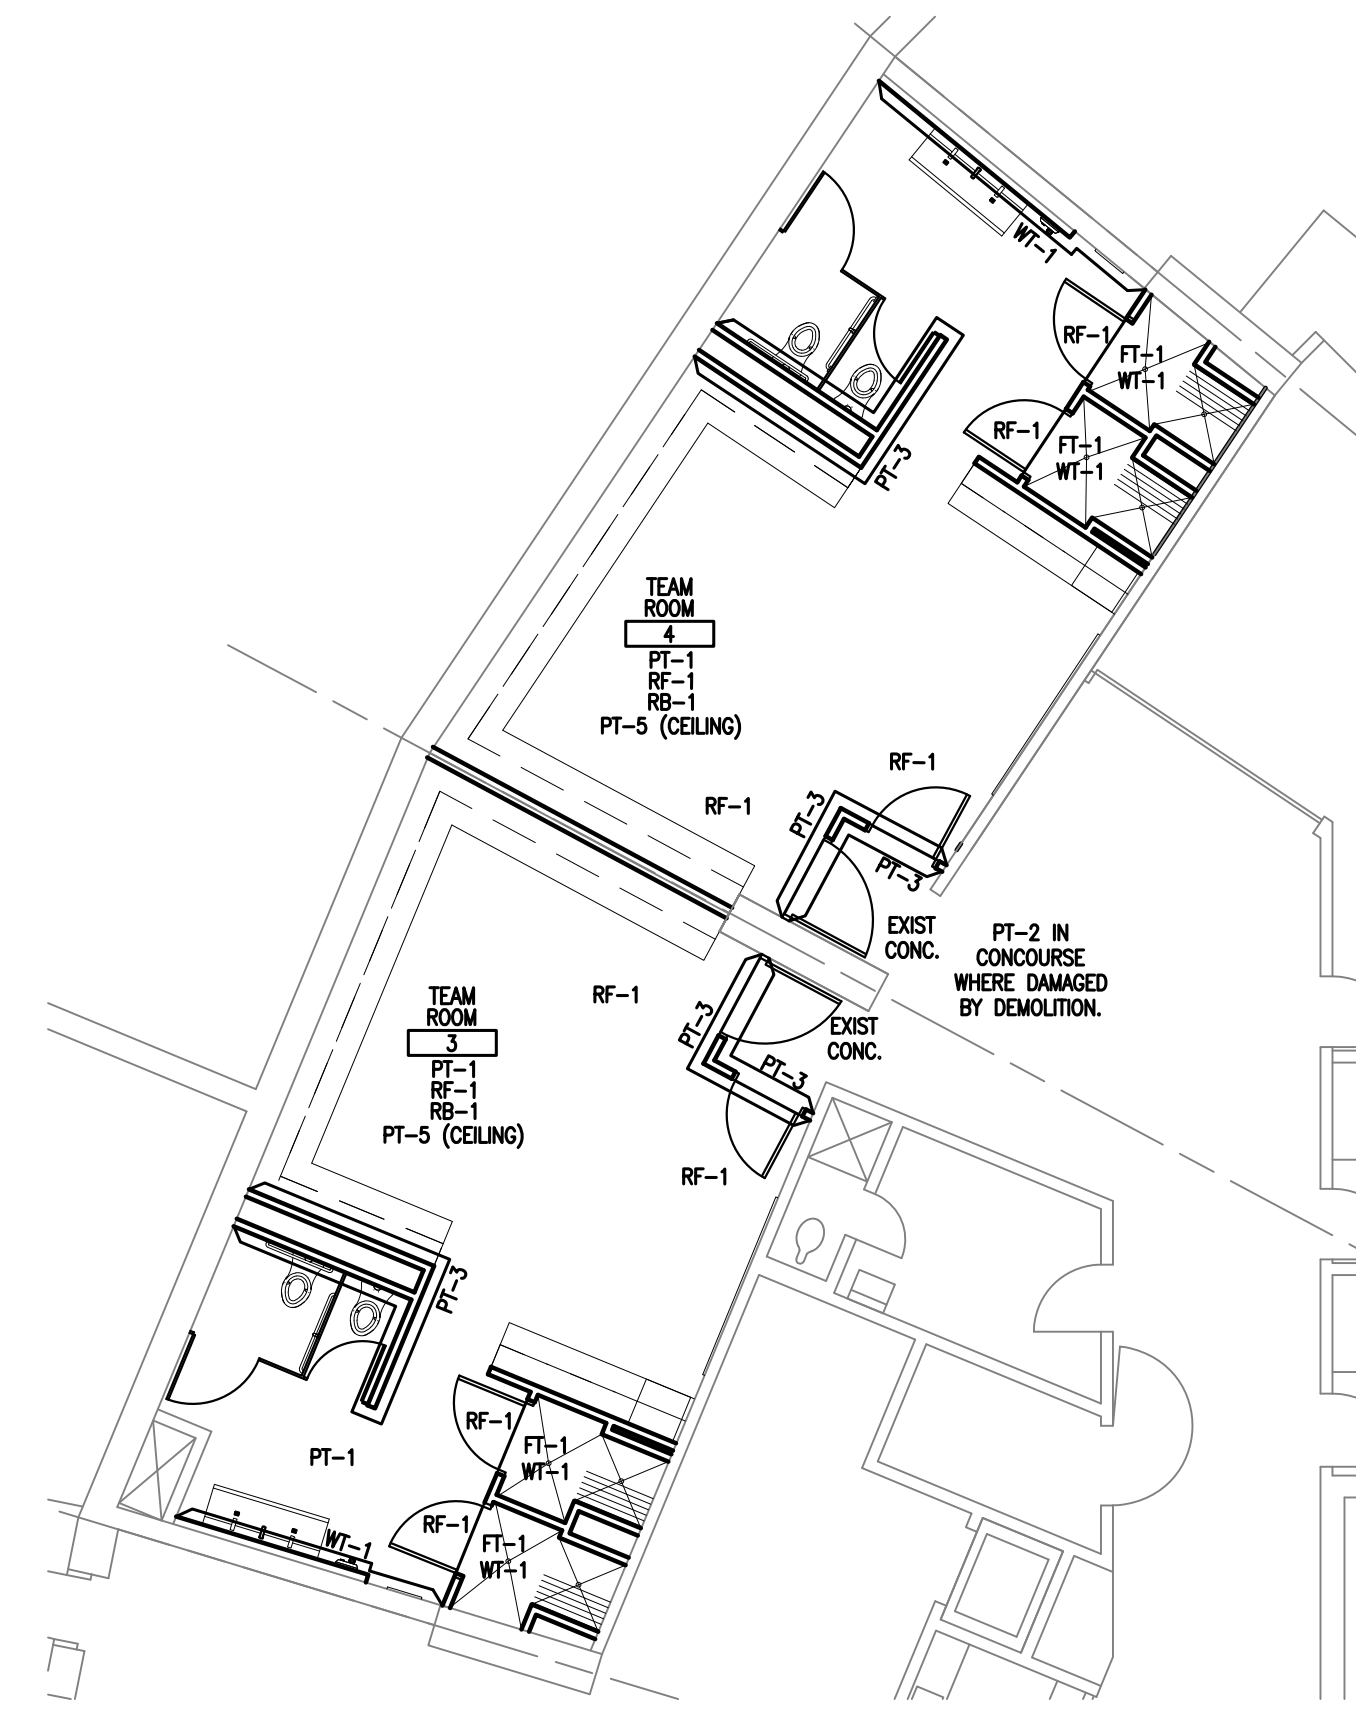 WT-1
RF-1
FT-1
WT-1
RF-1
FT-1
WT-1
PT-3
TEAM
ROOM
4
PT-1
RF-1
RB-1
PT-5 (CEILING)
RF-1
RF-1
PT-3
PT-3
EXIST
CONC.
PT-2 IN
CONCOURSE
WHERE DAMAGED
BY DEMOLITION.
RF-1
TEAM
ROOM
3
PT-1
RF-1
RB-1
PT-5 (CEILING)
PT-3
EXIST
CONC.
PT-3
RF-1
PT-3
RF-1
FT-1
WT-1
PT-1
RF-1
WT-1
FT-1
WT-1